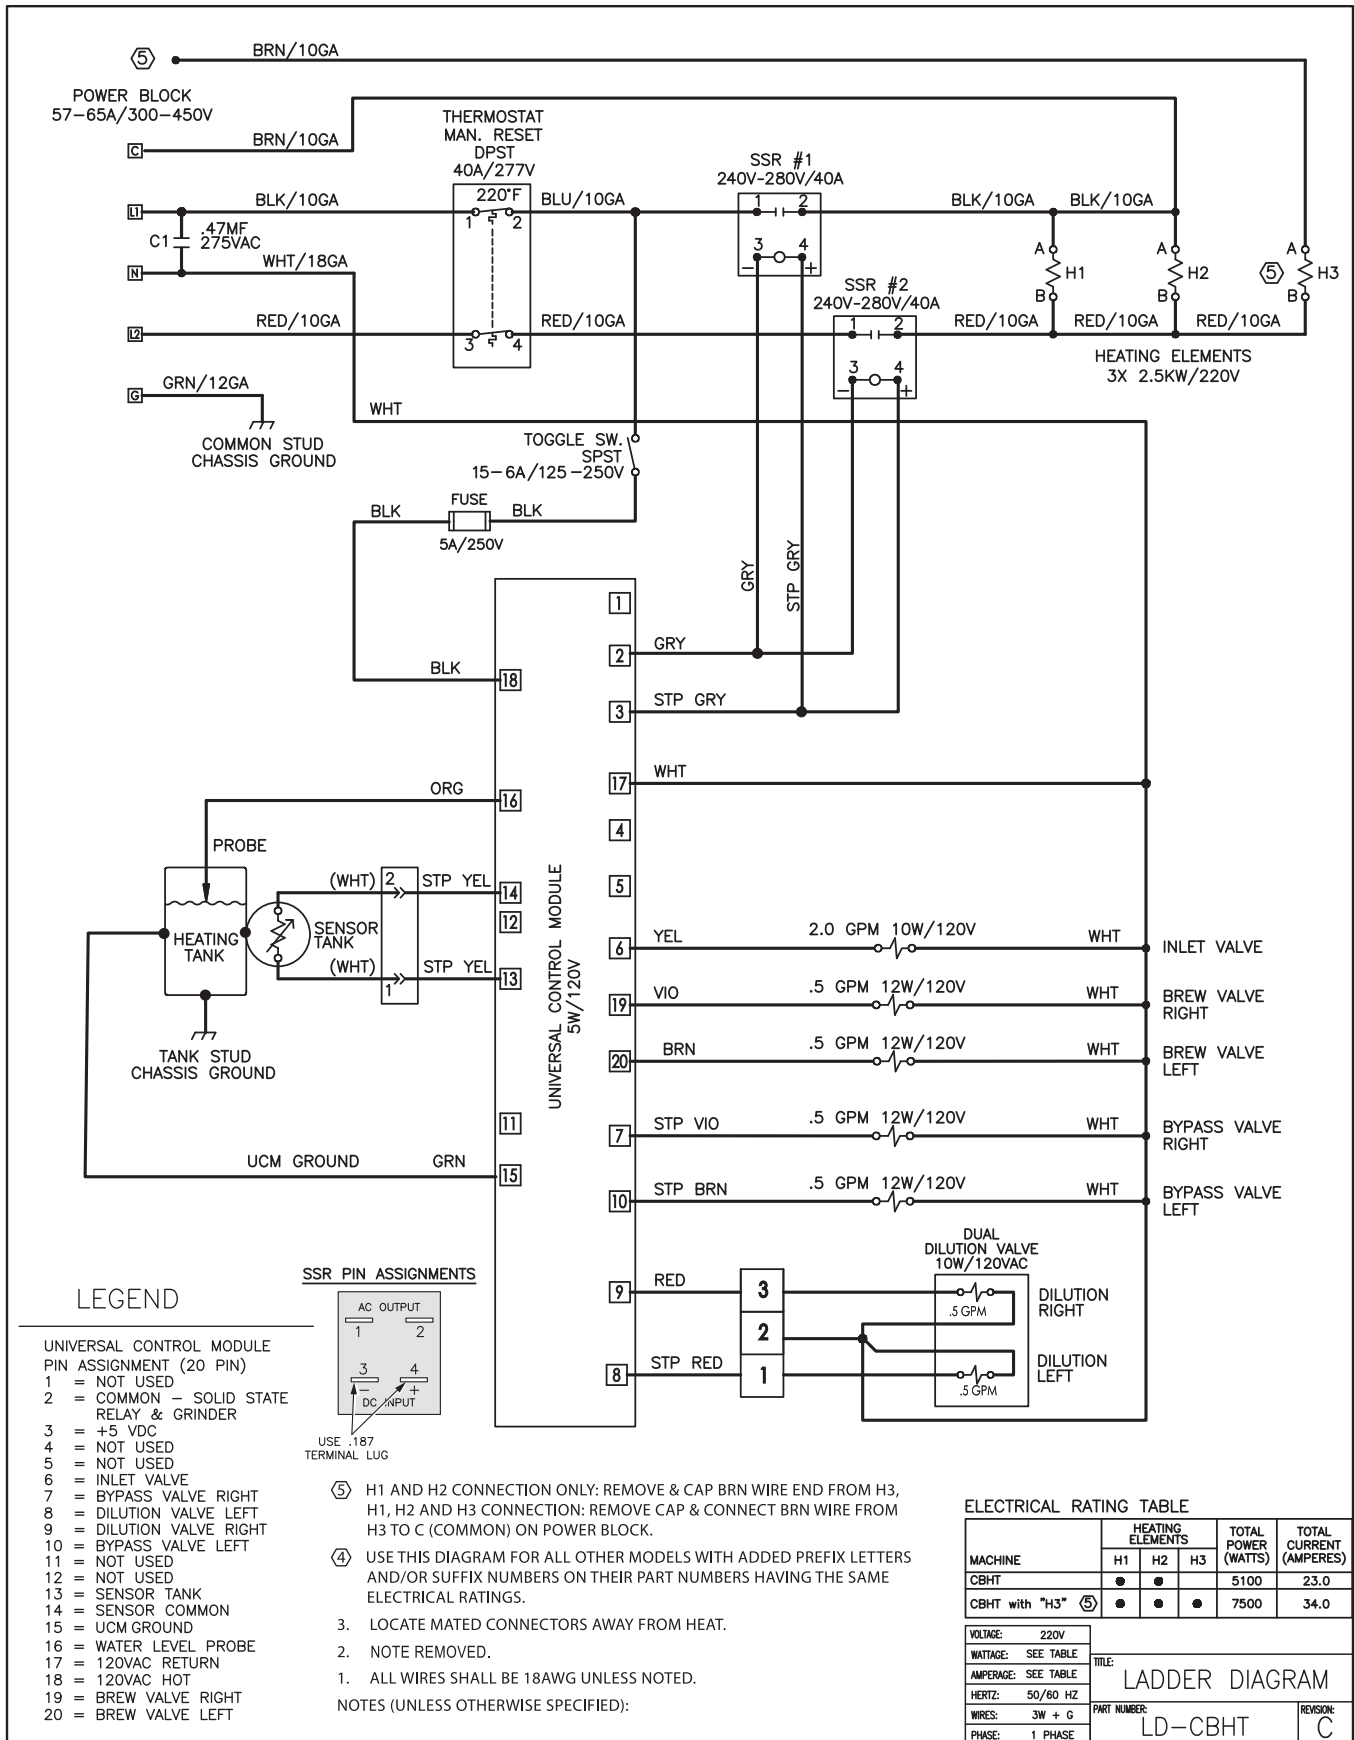 5
BRN/10GA
POWER BLOCK
57-65A/300-450V
C
BRN/10GA
THERMOSTAT
MAN. RESET
DPST
40A/277V
220°F
1
2
3
4
L1
BLK/10GA
BLU/10GA
C1
.47MF
275VAC
N
WHT/18GA
L2
RED/10GA
RED/10GA
G
GRN/12GA
COMMON STUD
CHASSIS GROUND
WHT
SSR #1
240V-280V/40A
1
2
3
4
-
+
BLK/10GA
BLK/10GA
SSR #2
240V-280V/40A
1
2
3
4
-
+
RED/10GA
RED/10GA
RED/10GA
A
H1
B
A
H2
B
5
A
H3
B
HEATING ELEMENTS
3X 2.5KW/220V
TOGGLE SW.
SPST
15-6A/125-250V
BLK
FUSE
5A/250V
BLK
GRY
STP GRY
1
2
GRY
BLK
18
3
STP GRY
17
WHT
ORG
16
4
5
PROBE
HEATING
TANK
SENSOR
TANK
(WHT)
2
STP YEL
14
12
(WHT)
1
STP YEL
13
TANK STUD
CHASSIS GROUND
UNIVERSAL CONTROL MODULE
5W/120V
11
UCM GROUND
GRN
15
6
YEL
2.0 GPM 10W/120V
WHT
INLET VALVE
19
VIO
.5 GPM 12W/120V
WHT
BREW VALVE
RIGHT
20
BRN
.5 GPM 12W/120V
WHT
BREW VALVE
LEFT
7
STP VIO
.5 GPM 12W/120V
WHT
BYPASS VALVE
RIGHT
10
STP BRN
.5 GPM 12W/120V
WHT
BYPASS VALVE
LEFT
DUAL
DILUTION VALVE
10W/120VAC
9
RED
3
.5 GPM
DILUTION
RIGHT
2
8
STP RED
1
.5 GPM
DILUTION
LEFT
SSR PIN ASSIGNMENTS
AC OUTPUT
1
2
3
4
-
+
DC INPUT
USE .187
TERMINAL LUG
LEGEND
UNIVERSAL CONTROL MODULE
PIN ASSIGNMENT (20 PIN)
1 = NOT USED
2 = COMMON - SOLID STATE
RELAY & GRINDER
3 = +5 VDC
4 = NOT USED
5 = NOT USED
6 = INLET VALVE
7 = BYPASS VALVE RIGHT
8 = DILUTION VALVE LEFT
9 = DILUTION VALVE RIGHT
10 = BYPASS VALVE LEFT
11 = NOT USED
12 = NOT USED
13 = SENSOR TANK
14 = SENSOR COMMON
15 = UCM GROUND
16 = WATER LEVEL PROBE
17 = 120VAC RETURN
18 = 120VAC HOT
19 = BREW VALVE RIGHT
20 = BREW VALVE LEFT
5 H1 AND H2 CONNECTION ONLY: REMOVE & CAP BRN WIRE END FROM H3,
H1, H2 AND H3 CONNECTION: REMOVE CAP & CONNECT BRN WIRE FROM
H3 TO C (COMMON) ON POWER BLOCK.
4 USE THIS DIAGRAM FOR ALL OTHER MODELS WITH ADDED PREFIX LETTERS
AND/OR SUFFIX NUMBERS ON THEIR PART NUMBERS HAVING THE SAME
ELECTRICAL RATINGS.
3. LOCATE MATED CONNECTORS AWAY FROM HEAT.
2. NOTE REMOVED.
1. ALL WIRES SHALL BE 18AWG UNLESS NOTED.
NOTES (UNLESS OTHERWISE SPECIFIED):
ELECTRICAL RATING TABLE
MACHINE
HEATING
ELEMENTS
H1 H2 H3
TOTAL
POWER
(WATTS)
TOTAL
CURRENT
(AMPERES)
CBHT 5100 23.0
CBHT with "H3" 5 7500 34.0
VOLTAGE: 220V
WATTAGE: SEE TABLE
AMPERAGE: SEE TABLE
HERTZ: 50/60 HZ
WIRES: 3W + G
PHASE: 1 PHASE
TITLE:
LADDER DIAGRAM
PART NUMBER:
LD-CBHT
REVISION:
C